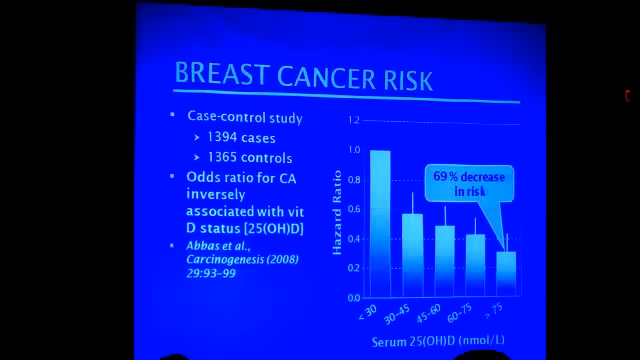 BREAST CANCER RISK
Case-control study
1394 cases
1365 controls
Odds ratio for CA
inversely
associated with vit
D status [25(OH)D]
Abbas et al.,
Carcinogenesis (2008)
29:93-99
Hazard Ratio
1.2
1.0
0.8
0.6
0.4
0.2
0.0
69% decrease
in risk
< 30
30-45
45-60
60-75
> 75
Serum 25(OH)D (nmol/L)